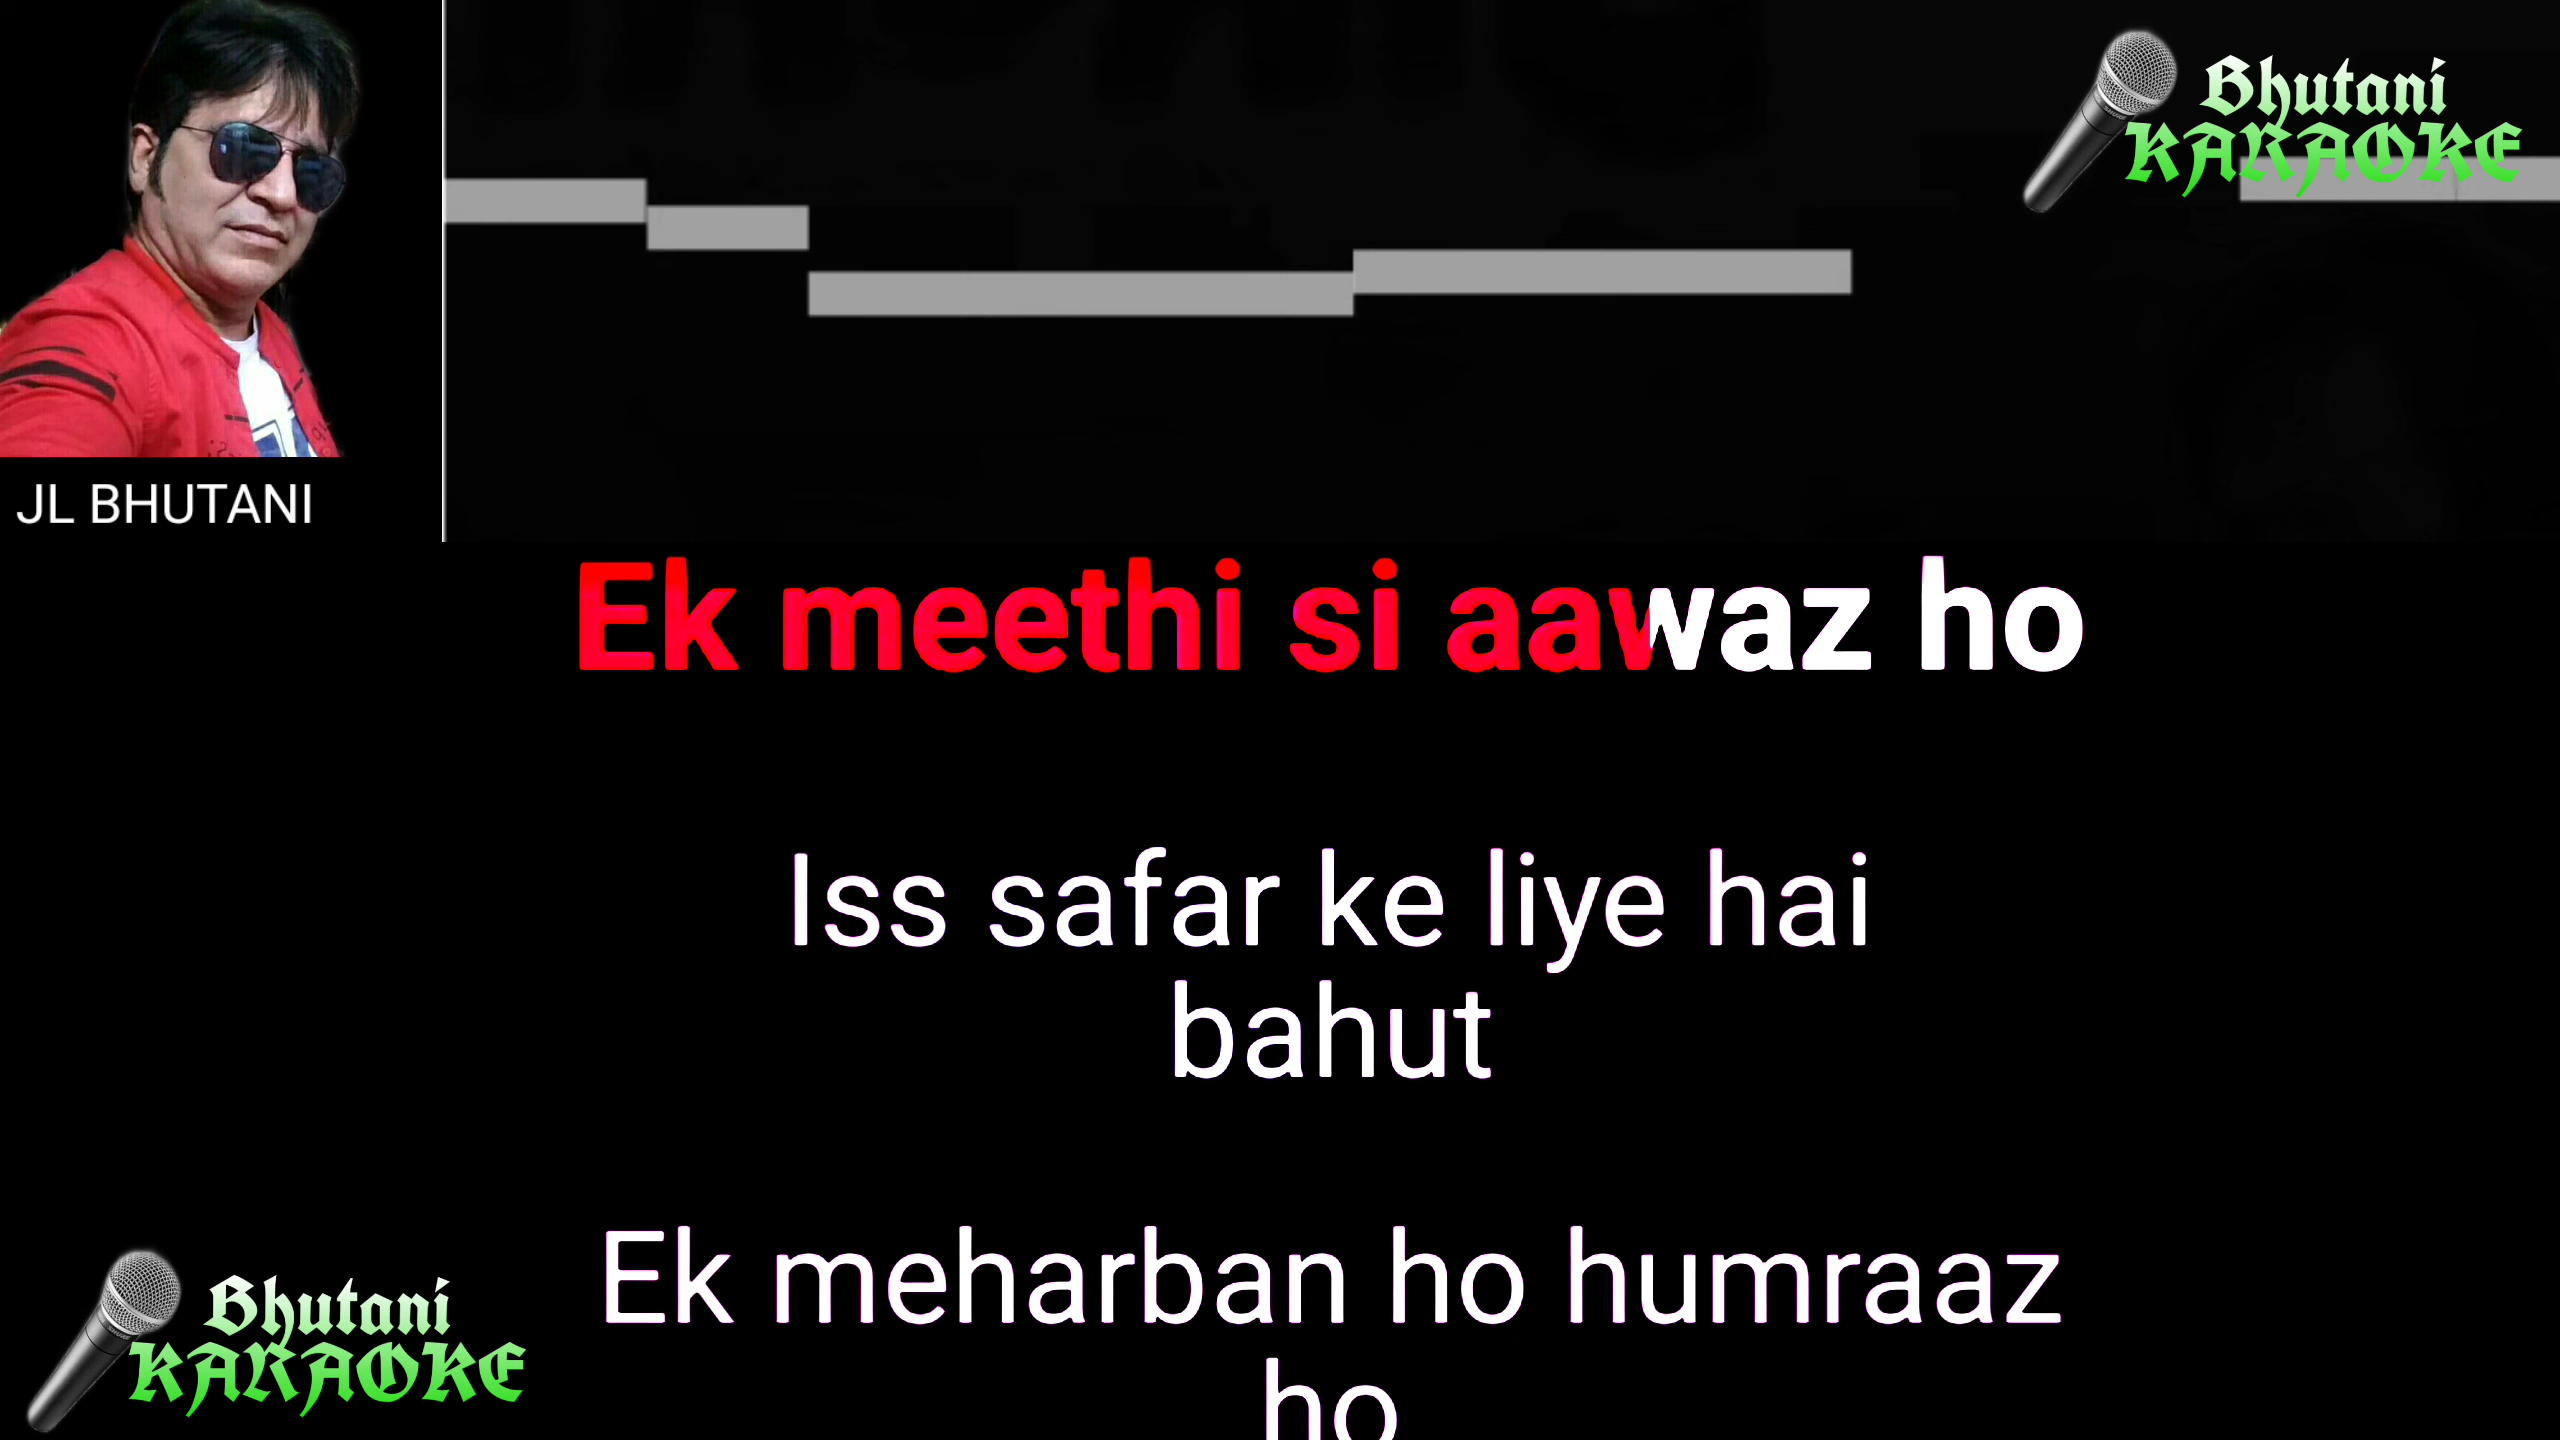 Bhutani
KARAOKE
JL BHUTANI
Ek meethi si aawaz ho
Iss safar ke liye hai
bahut
Ek meharban ho humraaz
ho
Bhutani
KARAOKE